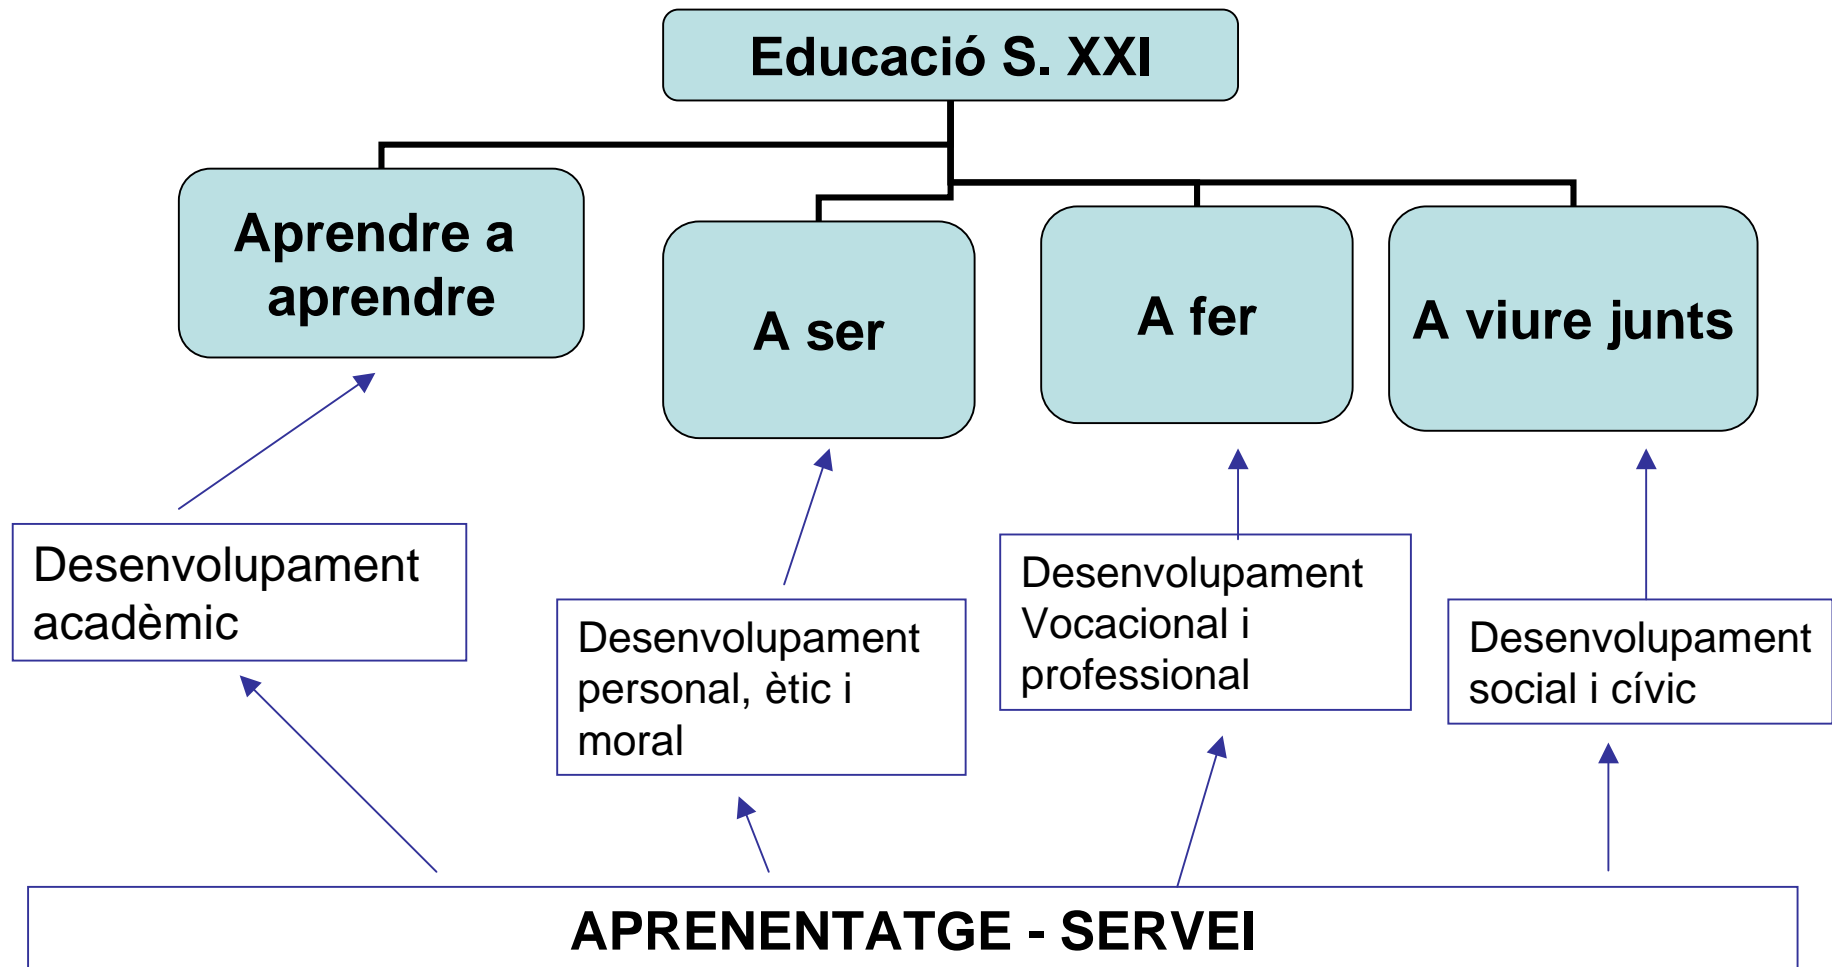 Educació S. XXI
Aprendre a
aprendre
A ser
A fer
A viure junts
Desenvolupament
acadèmic
Desenvolupament
personal, ètic i
moral
Desenvolupament
Vocacional i
professional
Desenvolupament
social i cívic
APRENENTATGE - SERVEI